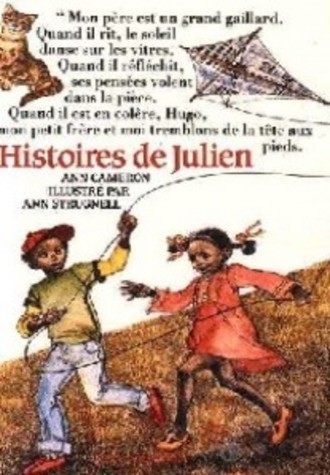 “Mon père est un grand gaillard.
Quand il rit, le soleil
danse sur les vitres.
Quand il réfléchit,
ses pensées volent
dans la pièce.
Quand il est en colère, Hugo,
mon petit frère et moi tremblons de la tête aux
pieds.
Histoires de Julien
ANN CAMERON
ILLUSTRÉ PAR
ANN STRUGNELL